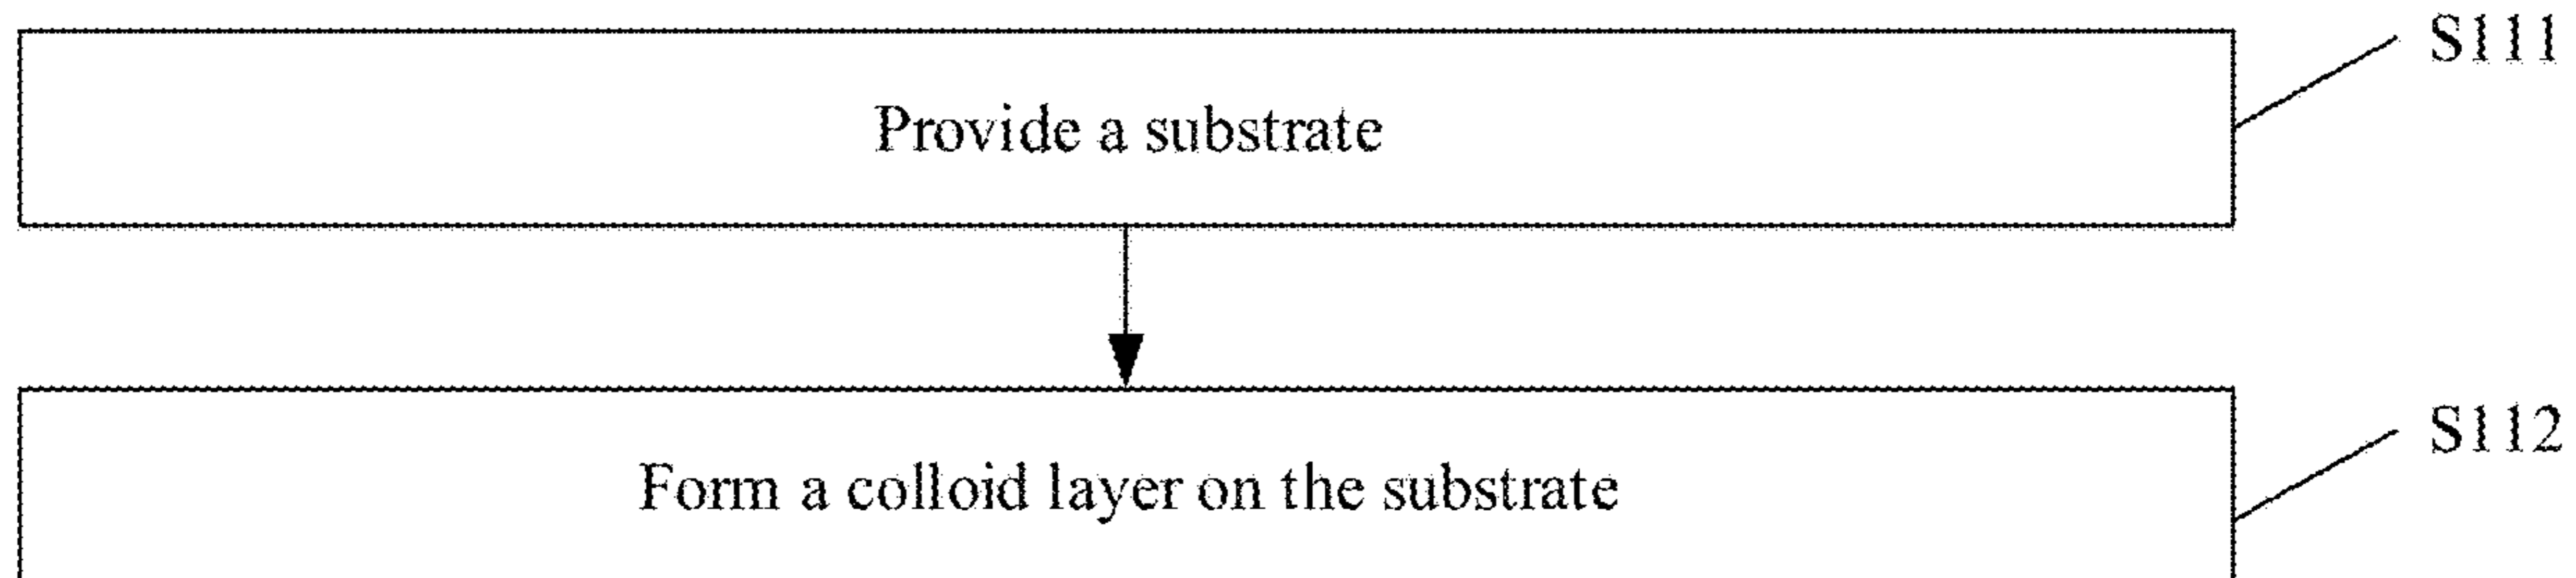 S111
Provide a substrate
S112
Form a colloid layer on the substrate